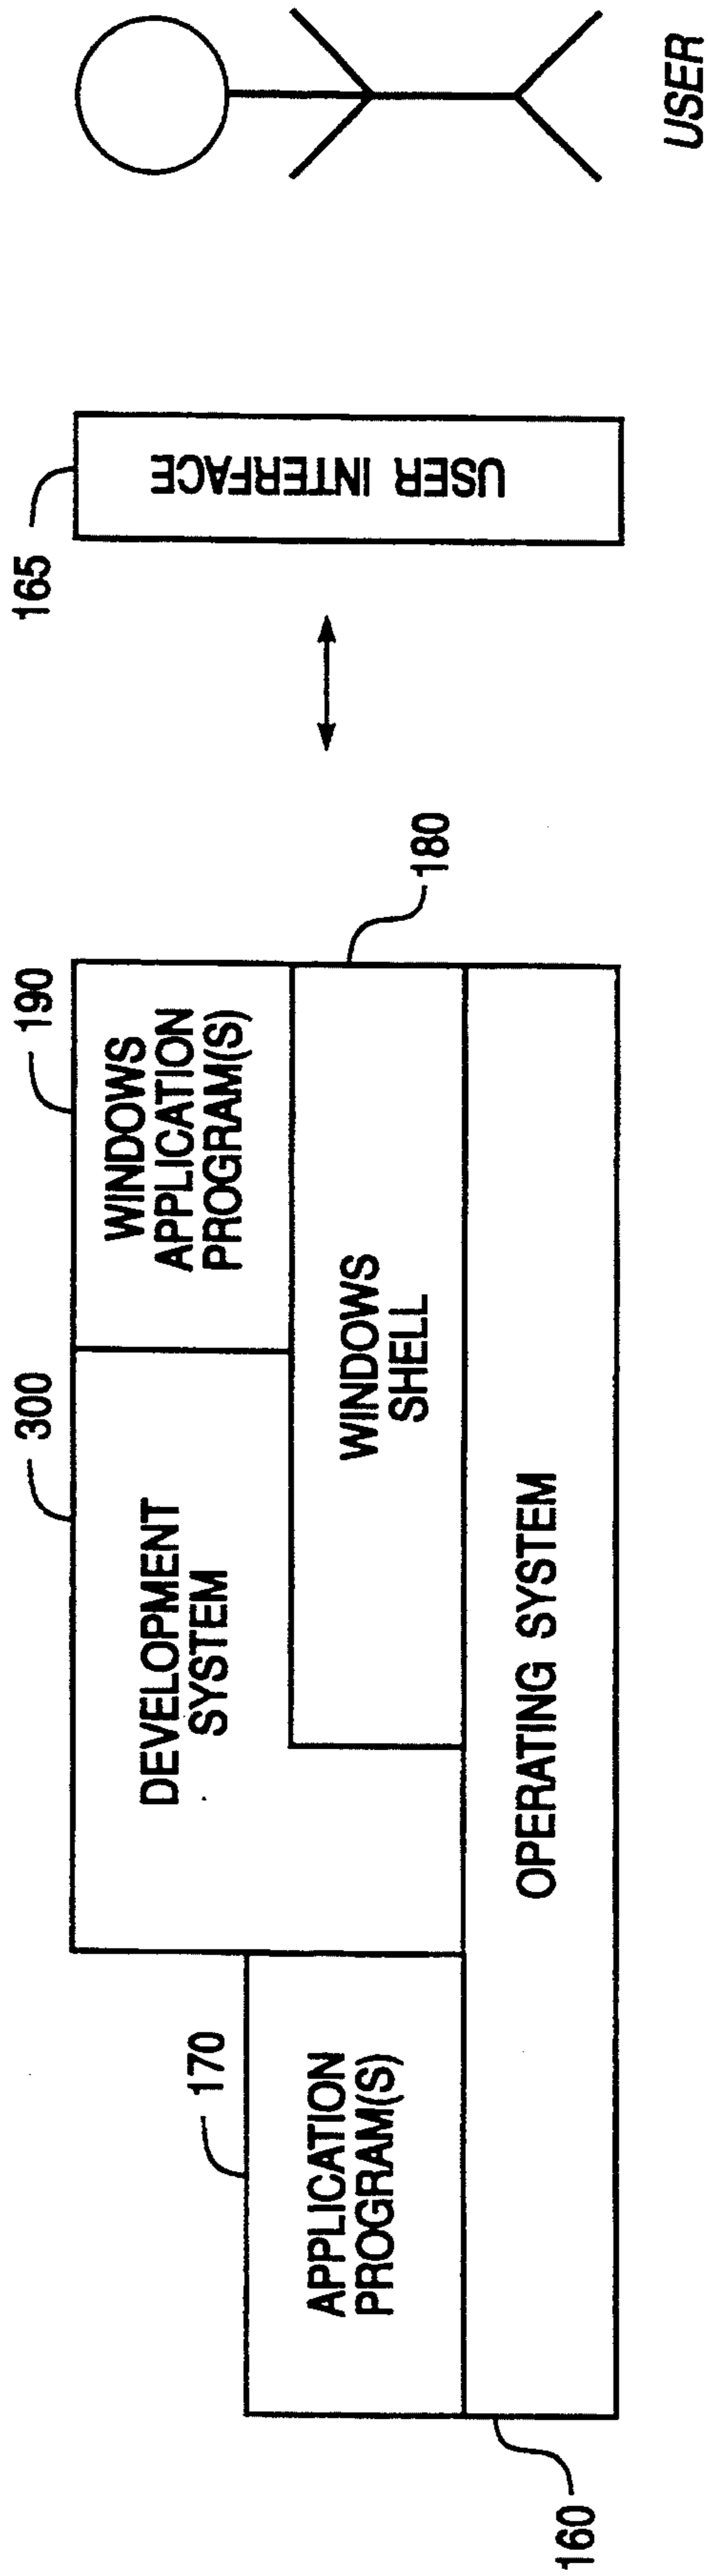 170
APPLICATION
PROGRAM(S)
300
DEVELOPMENT
SYSTEM
190
WINDOWS
APPLICATION
PROGRAM(S)
WINDOWS
SHELL
180
OPERATING SYSTEM
160
165
USER INTERFACE
USER